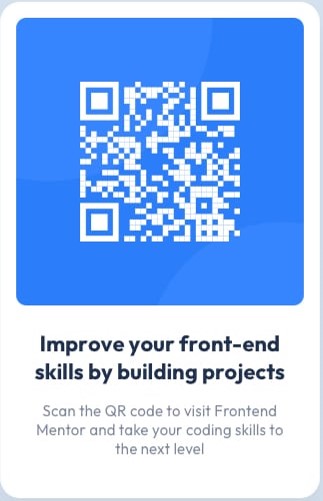 Improve your front-end
skills by building projects
Scan the QR code to visit Frontend
Mentor and take your coding skills to
the next level